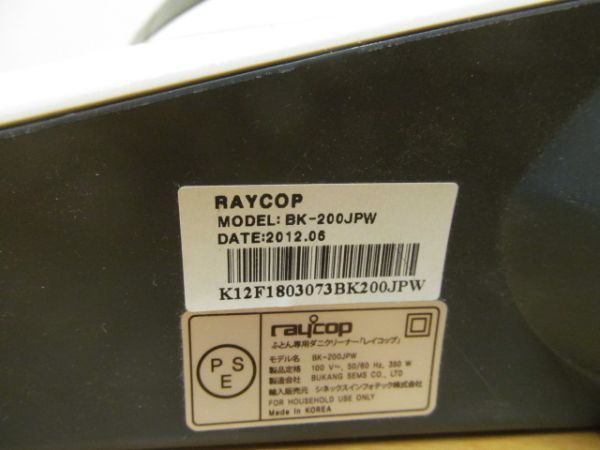 RAYCOP
MODEL: BK-200JPW
DATE:2012.06
K12F1803073BK200JPW
raycop
ふとん専用ダニクリーナー「レイコップ」
PSE
モデル名 BK-200JPW
製品定格 100 V～, 50/60 Hz, 350 W
製造会社 BUKANG SEMS CO., LTD
輸入販売元 シネックスインフォテック株式会社
FOR HOUSEHOLD USE ONLY
Made in KOREA